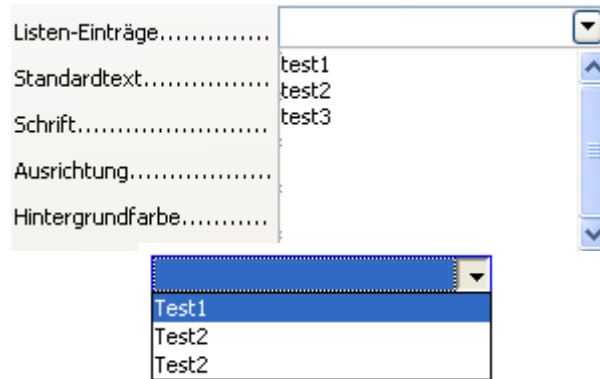 Listen-Einträge..............
Standardtext................
test1
test2
Schrift........................
test3
Ausrichtung..................
Hintergrundfarbe...........
Test1
Test2
Test2